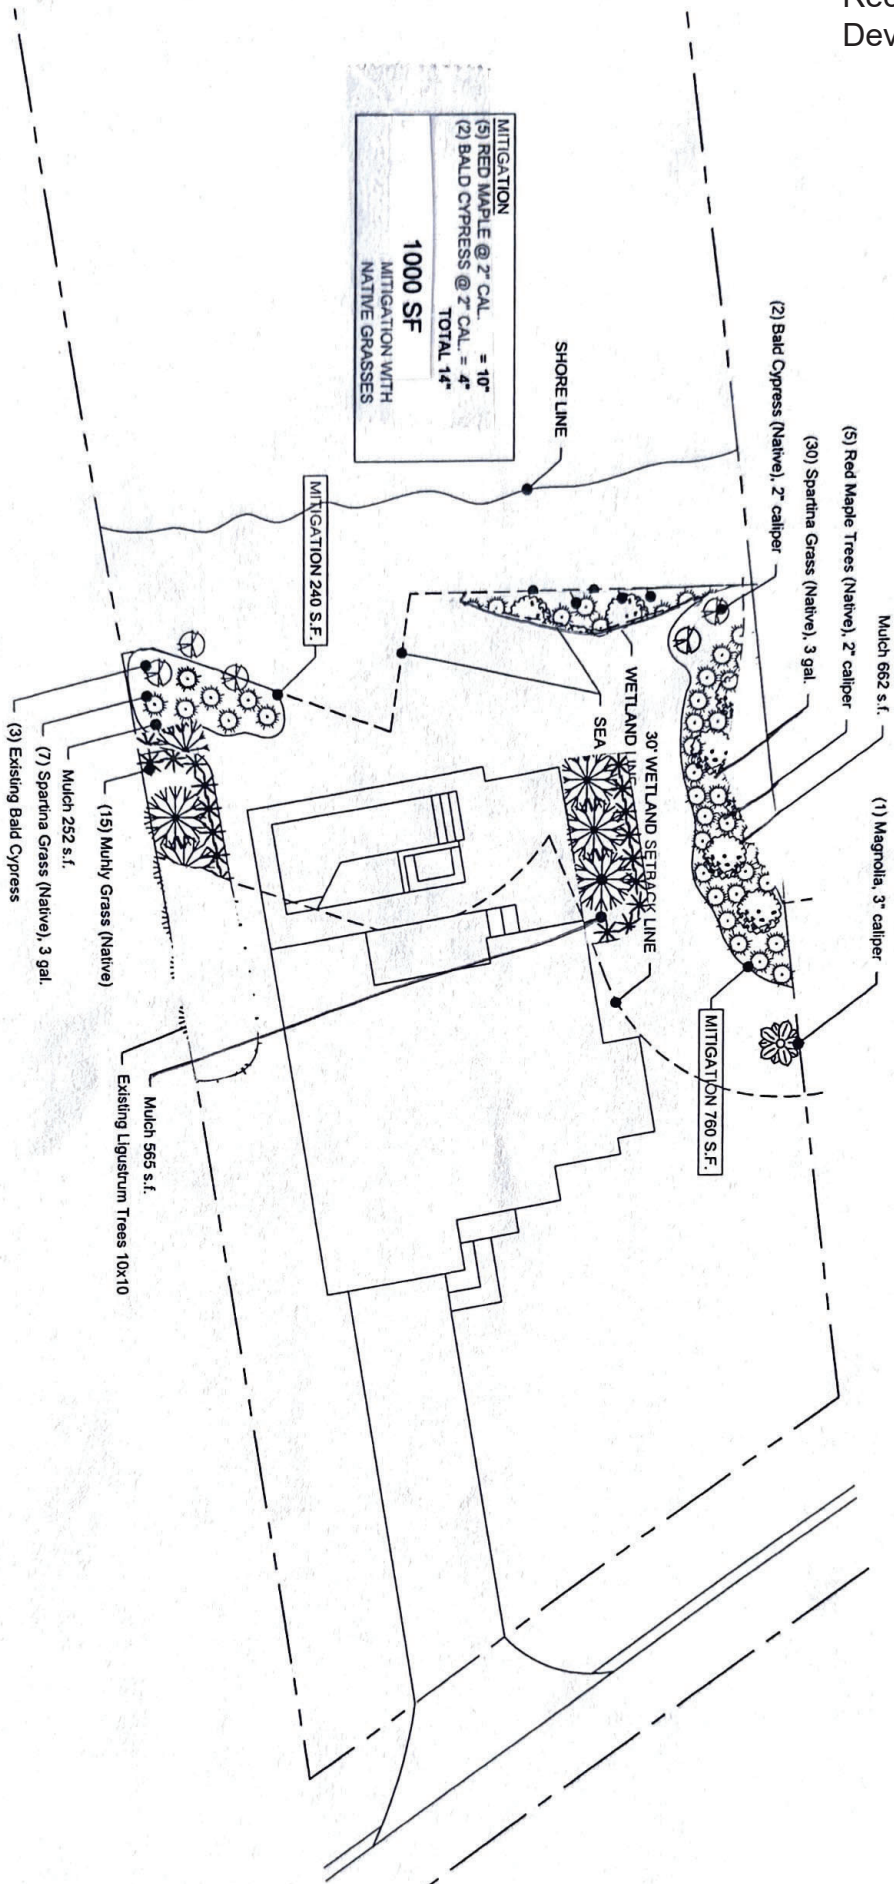 MITIGATION
(5) RED MAPLE @ 2" CAL. = 10"
(2) BALD CYPRESS @ 2" CAL. = 4"
TOTAL 14"
1000 SF
MITIGATION WITH
NATIVE GRASSES
SHORE LINE
(2) Bald Cypress (Native), 2" caliper
(30) Spartina Grass (Native), 3 gal.
(5) Red Maple Trees (Native), 2" caliper
Mulch 662 s.f.
(1) Magnolia, 3" caliper
MITIGATION 240 S.F.
WETLAND LINE
SEA
30' WETLAND SETBACK LINE
MITIGATION 760 S.F.
(3) Existing Bald Cypress
(7) Spartina Grass (Native), 3 gal.
Mulch 252 s.f.
(15) Muhly Grass (Native)
Existing Ligustrum Trees 10x10
Mulch 565 s.f.